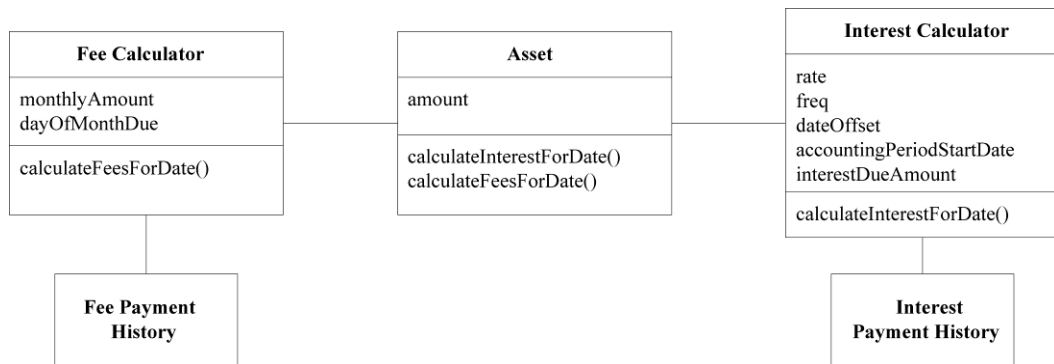 Fee Calculator
monthlyAmount
dayOfMonthDue
calculateFeesForDate()
Asset
amount
calculateInterestForDate()
calculateFeesForDate()
Interest Calculator
rate
freq
dateOffset
accountingPeriodStartDate
interestDueAmount
calculateInterestForDate()
Fee Payment
History
Interest
Payment History